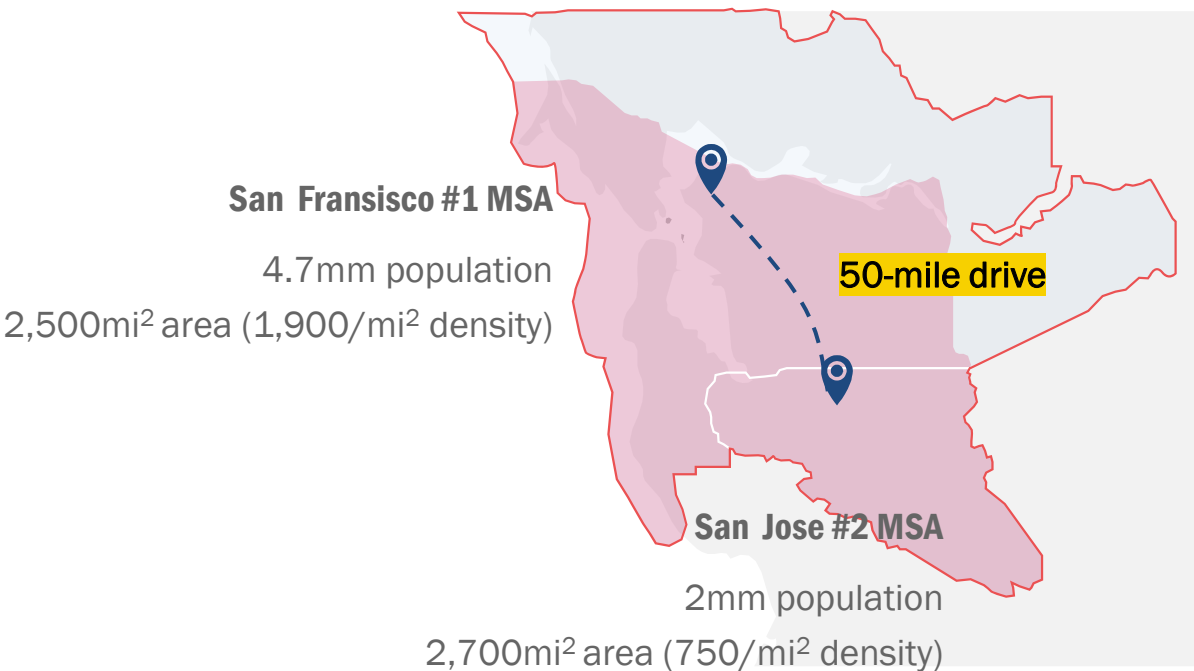 San Fransisco #1 MSA
4.7mm population
2,500mi² area (1,900/mi² density)
50-mile drive
San Jose #2 MSA
2mm population
2,700mi² area (750/mi² density)